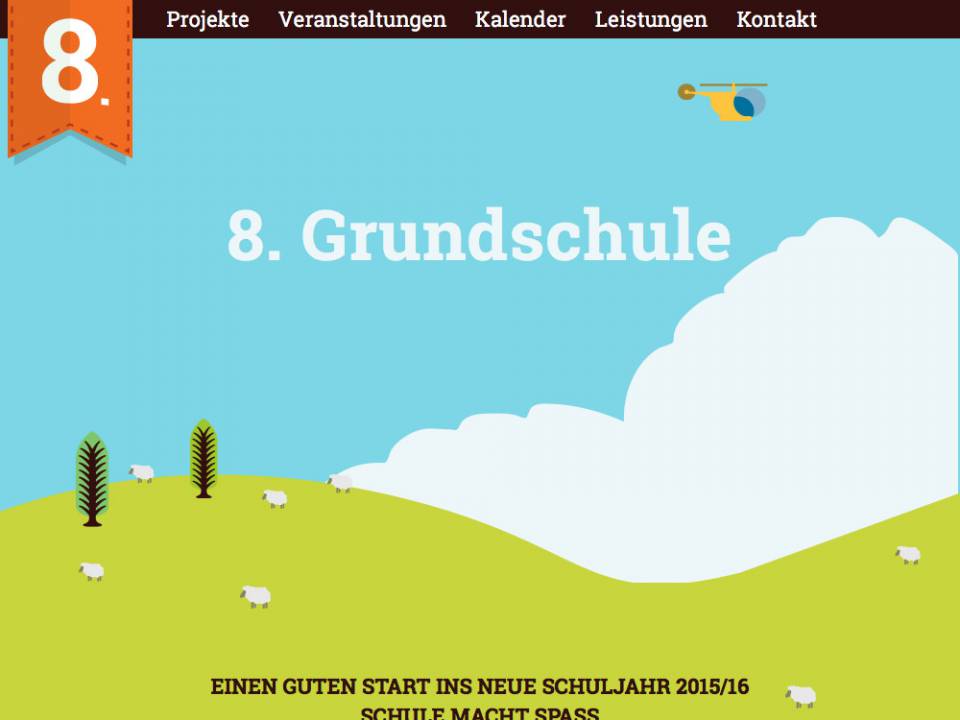 Projekte Veranstaltungen Kalender Leistungen Kontakt
8.
8. Grundschule
EINEN GUTEN START INS NEUE SCHULJAHR 2015/16
SCHULE MACHT SPASS